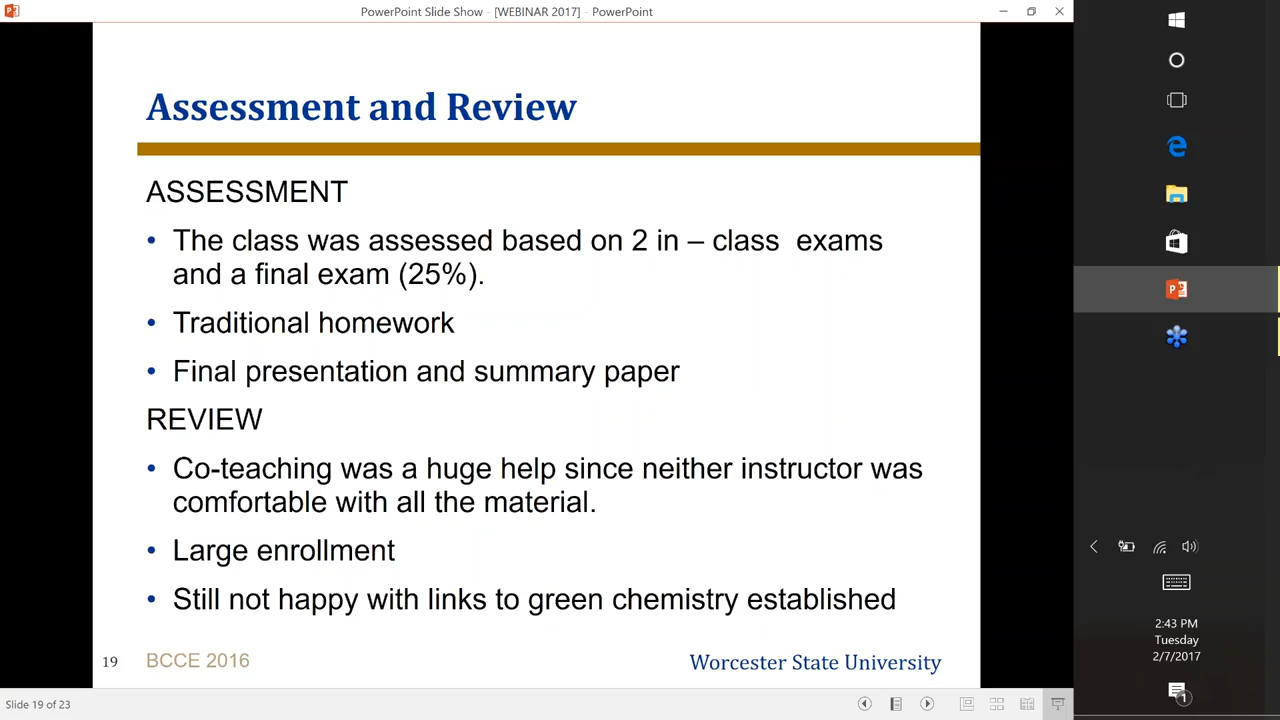 PowerPoint Slide Show - [WEBINAR 2017] - PowerPoint
Assessment and Review
ASSESSMENT
• The class was assessed based on 2 in – class exams
and a final exam (25%).
• Traditional homework
• Final presentation and summary paper
REVIEW
• Co-teaching was a huge help since neither instructor was
comfortable with all the material.
• Large enrollment
• Still not happy with links to green chemistry established
19 BCCE 2016 Worcester State University
Slide 19 of 23
2:43 PM
Tuesday
2/7/2017
1